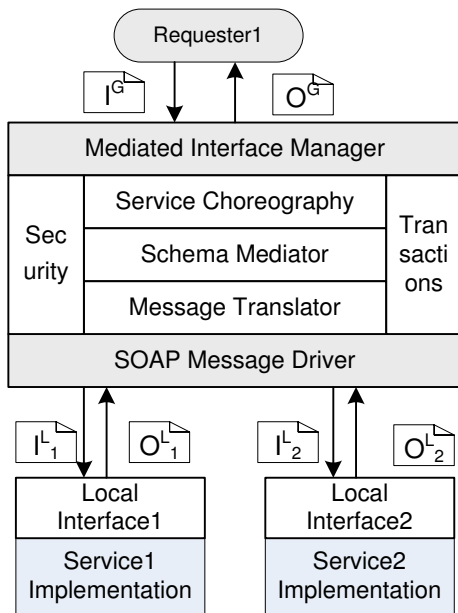 Requester1
I^G
O^G
Mediated Interface Manager
Service Choreography
Sec
urity
Schema Mediator
Tran
sacti
ons
Message Translator
SOAP Message Driver
I^L_1
O^L_1
I^L_2
O^L_2
Local
Interface1
Local
Interface2
Service1
Implementation
Service2
Implementation